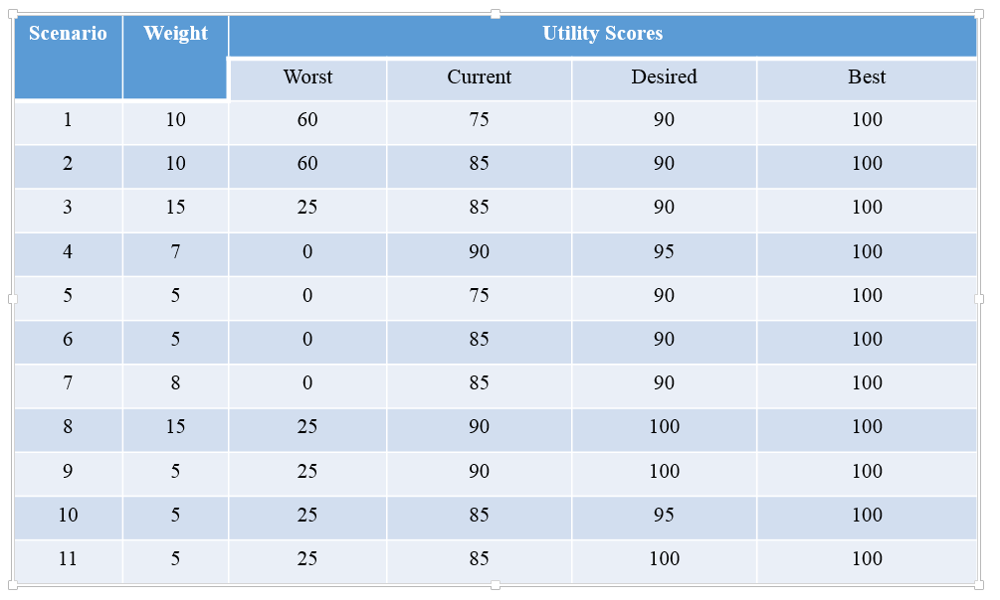 Scenario Weight Utility Scores
Worst Current Desired Best
1 10 60 75 90 100
2 10 60 85 90 100
3 15 25 85 90 100
4 7 0 90 95 100
5 5 0 75 90 100
6 5 0 85 90 100
7 8 0 85 90 100
8 15 25 90 100 100
9 5 25 90 100 100
10 5 25 85 95 100
11 5 25 85 100 100